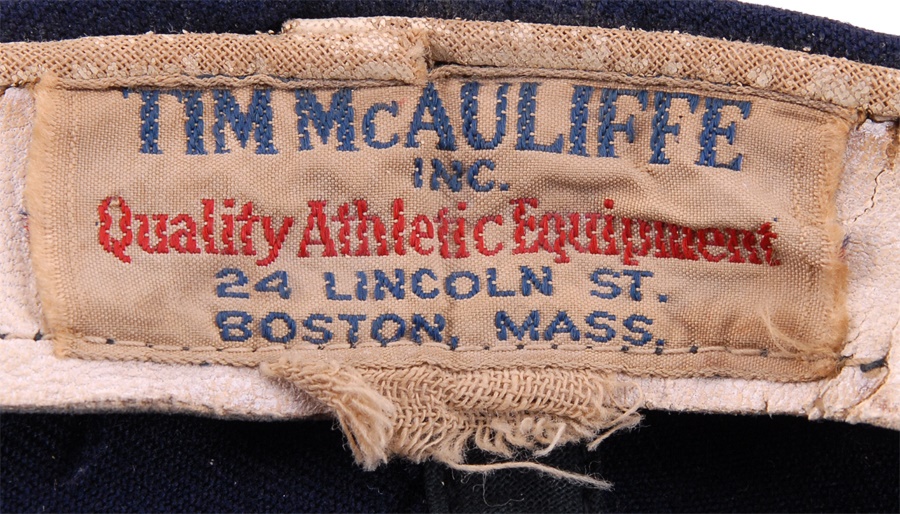 TIM McAULIFFE
INC.
Quality Athletic Equipment
24 LINCOLN ST.
BOSTON, MASS.